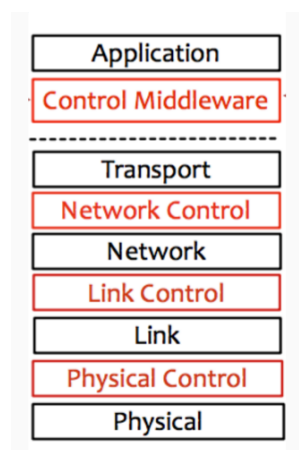 Application
Control Middleware
Transport
Network Control
Network
Link Control
Link
Physical Control
Physical